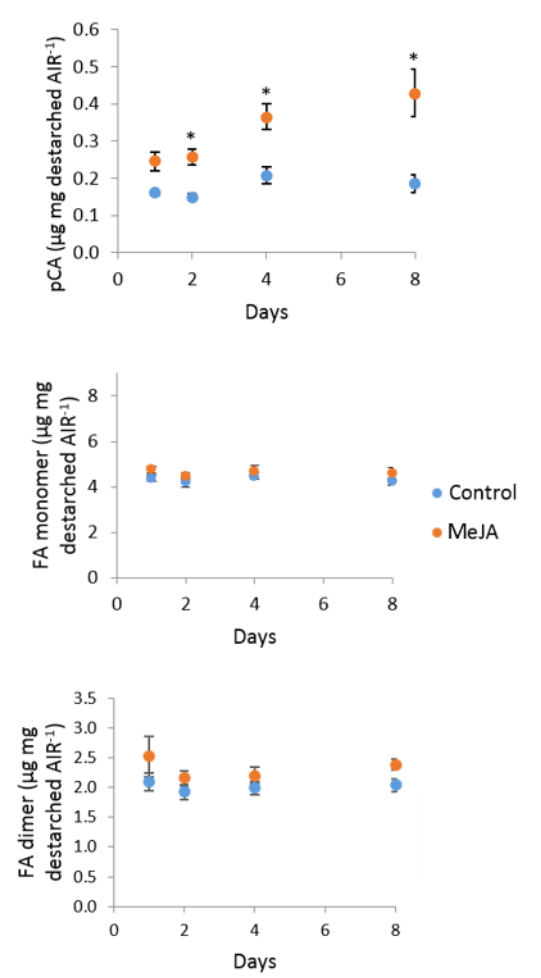 pCA (µg mg destarched AIR⁻¹)
0.6
0.5
0.4
0.3
0.2
0.1
0.0
*
*
*
0 2 4 6 8
Days
FA monomer (µg mg
destarched AIR⁻¹)
8
6
4
2
0
0 2 4 6 8
Days
Control
MeJA
FA dimer (µg mg
destarched AIR⁻¹)
3.5
3.0
2.5
2.0
1.5
1.0
0.5
0.0
0 2 4 6 8
Days